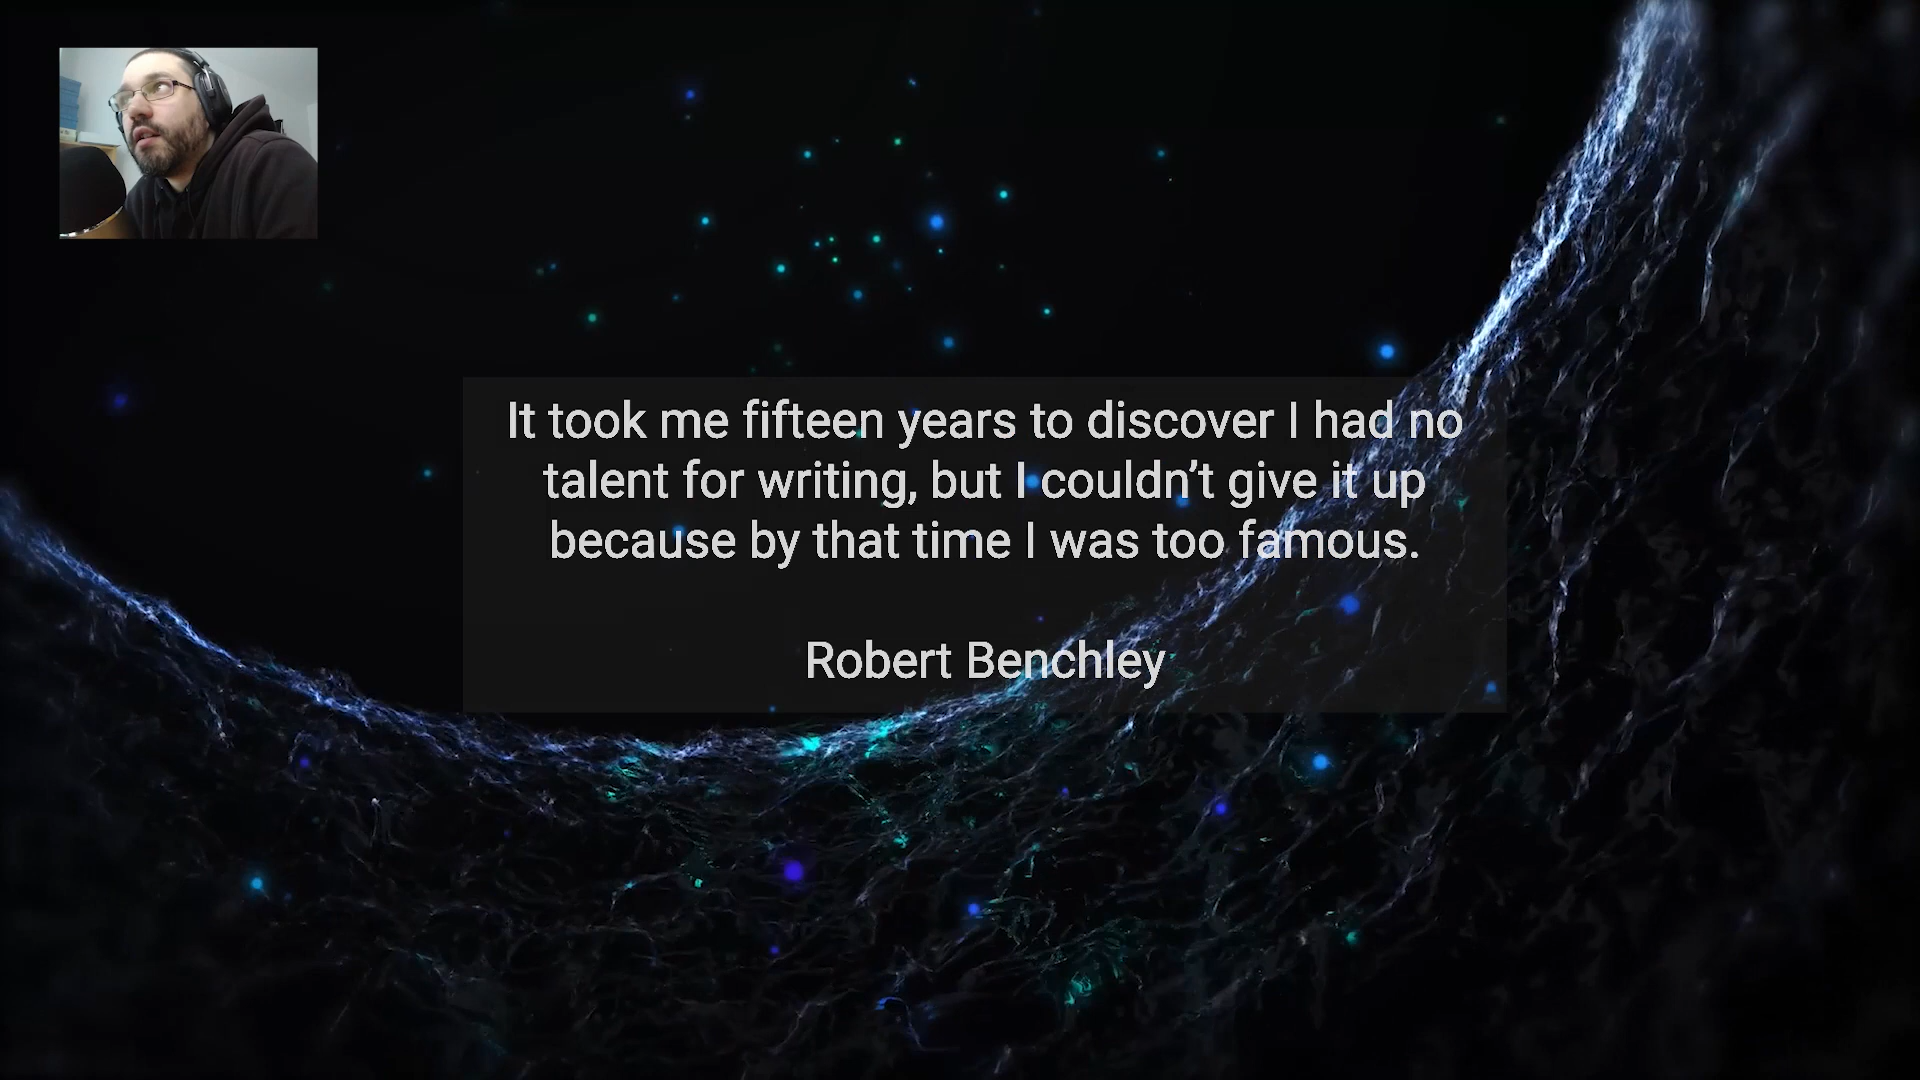 It took me fifteen years to discover I had no
talent for writing, but I couldn’t give it up
because by that time I was too famous.
Robert Benchley